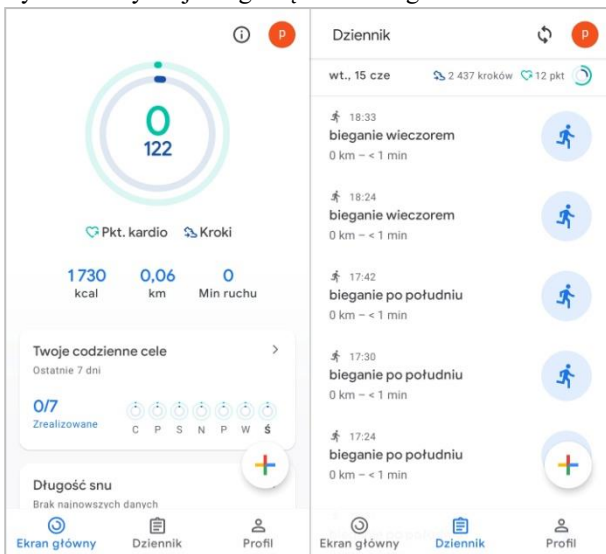 P
0
122
Pkt. kardio Kroki
1730 0,06 0
kcal km Min ruchu
Twoje codzienne cele
Ostatnie 7 dni
0/7
Zrealizowane
C P S N P W Ś
Długość snu
Brak najnowszych danych
Ekran główny Dziennik Profil
Dziennik P
wt., 15 cze 2 437 kroków 12 pkt
18:33
bieganie wieczorem
0 km – < 1 min
18:24
bieganie wieczorem
0 km – < 1 min
17:42
bieganie po południu
0 km – < 1 min
17:30
bieganie po południu
0 km – < 1 min
17:24
bieganie po południu
0 km – < 1 min
Ekran główny Dziennik Profil